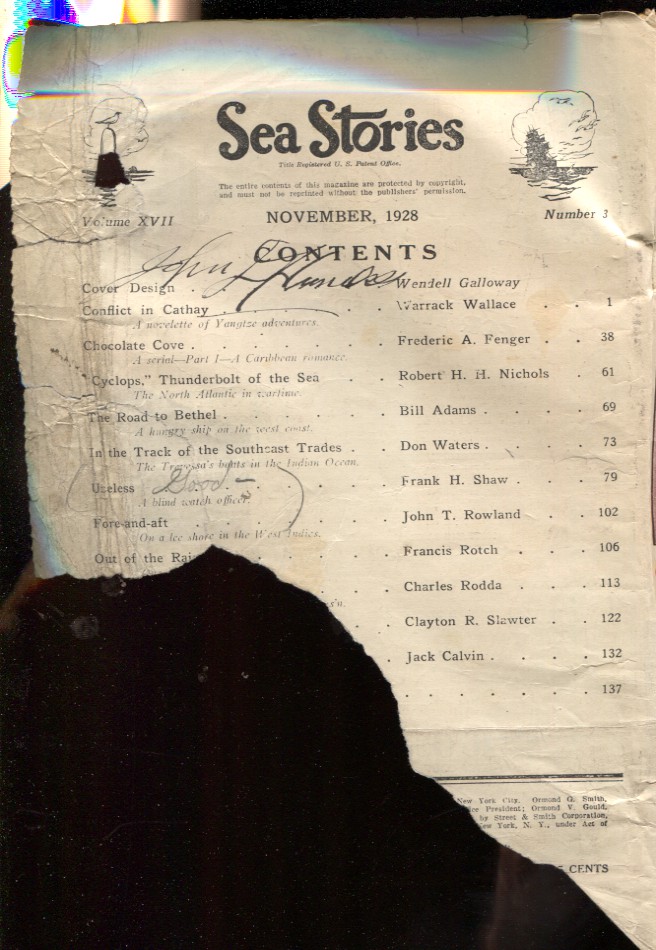 Sea Stories
Title Registered U. S. Patent Office.
The entire contents of this magazine are protected by copyright,
and must not be reprinted without the publishers' permission.
Volume XVII NOVEMBER, 1928 Number 3
CONTENTS
John
Cover Design . Wendell Galloway
Conflict in Cathay . . . . Warrack Wallace . . 1
A novelette of Yangtze adventures.
Chocolate Cove . . . . . . Frederic A. Fenger . . 38
A serial—Part I—A Caribbean romance.
"Cyclops," Thunderbolt of the Sea . . Robert H. H. Nichols . 61
The North Atlantic in wartime.
The Road to Bethel . . . . . . Bill Adams . . . . 69
A hungry ship on the west coast.
In the Track of the Southeast Trades . . Don Waters . . . . 73
The Trevessa's boats in the Indian Ocean.
Useless Good — . . . . Frank H. Shaw . . . 79
A blind watch officer.
Fore-and-aft . . . . . John T. Rowland . . . 102
On a lee shore in the West Indies.
Out of the Rai . . Francis Rotch . . . 106
. Charles Rodda . . . 113
s'n.
. . Clayton R. Slawter . . 122
. Jack Calvin . . . . 132
. . . . . . 137
New York City. Ormond G. Smith,
ice President; Ormond V. Gould,
by Street & Smith Corporation,
ew York, N. Y., under Act of
CENTS